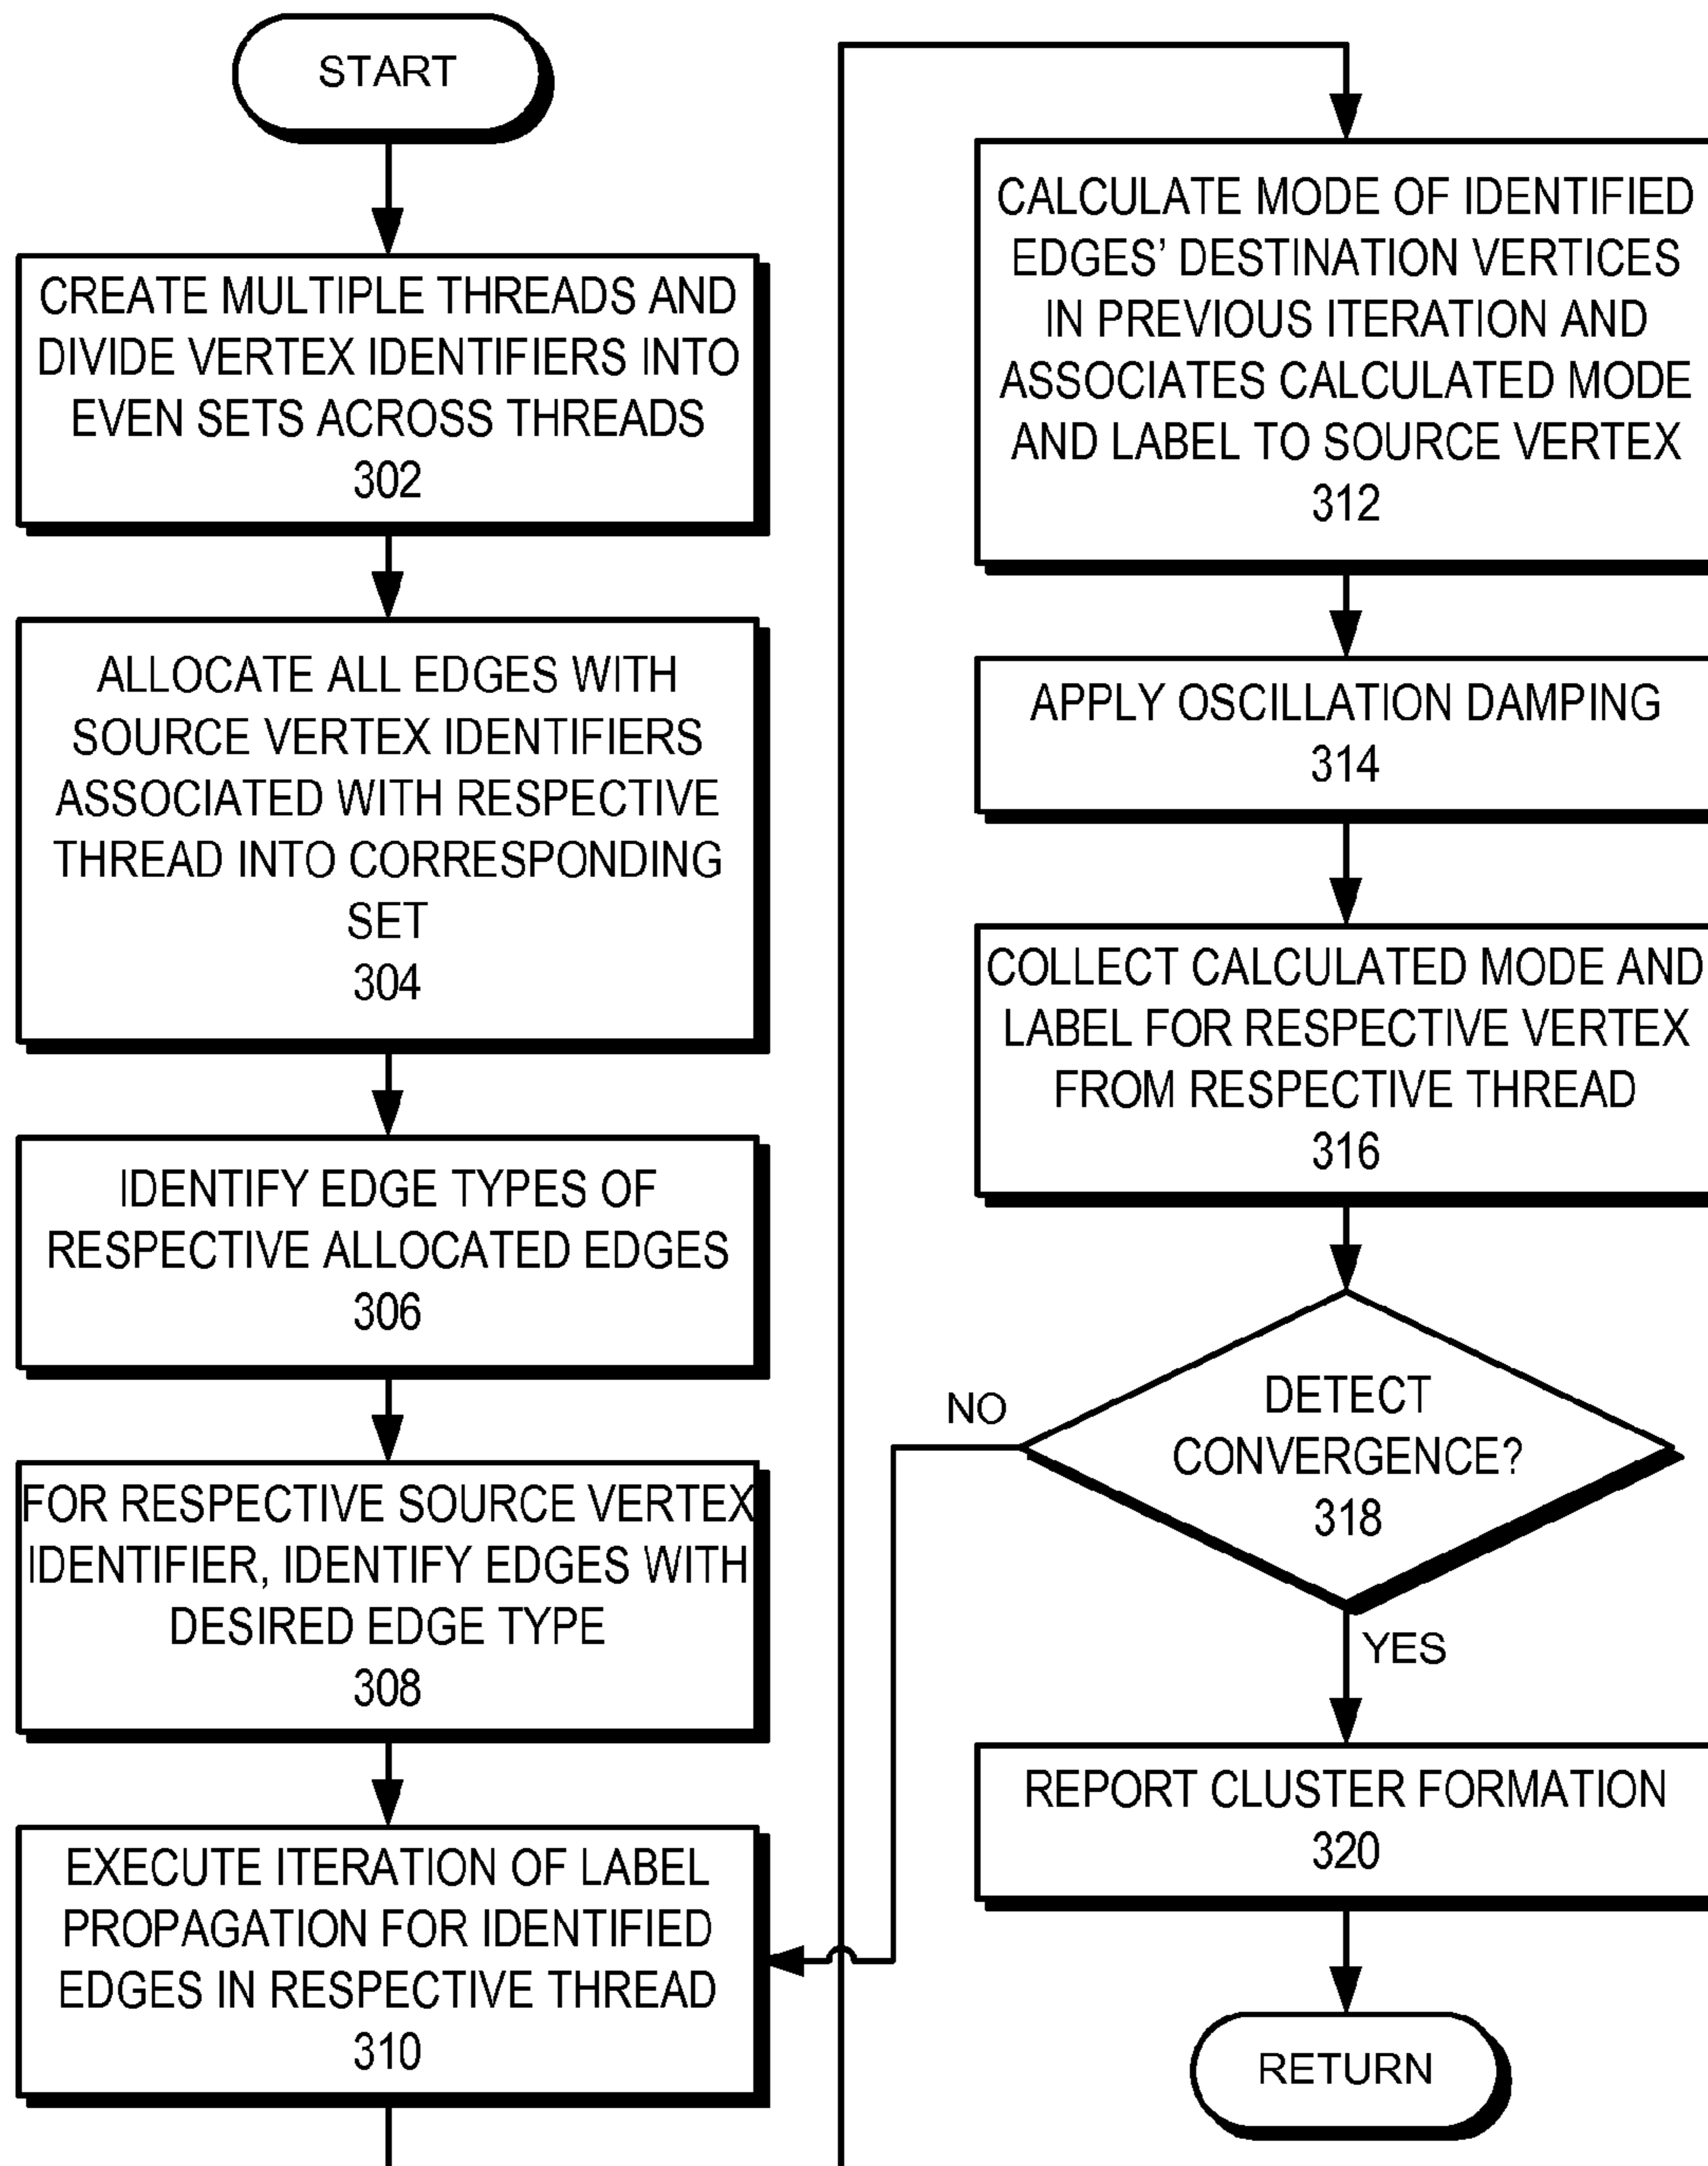 START
CREATE MULTIPLE THREADS AND
DIVIDE VERTEX IDENTIFIERS INTO
EVEN SETS ACROSS THREADS
302
ALLOCATE ALL EDGES WITH
SOURCE VERTEX IDENTIFIERS
ASSOCIATED WITH RESPECTIVE
THREAD INTO CORRESPONDING
SET
304
IDENTIFY EDGE TYPES OF
RESPECTIVE ALLOCATED EDGES
306
FOR RESPECTIVE SOURCE VERTEX
IDENTIFIER, IDENTIFY EDGES WITH
DESIRED EDGE TYPE
308
EXECUTE ITERATION OF LABEL
PROPAGATION FOR IDENTIFIED
EDGES IN RESPECTIVE THREAD
310
CALCULATE MODE OF IDENTIFIED
EDGES’ DESTINATION VERTICES
IN PREVIOUS ITERATION AND
ASSOCIATES CALCULATED MODE
AND LABEL TO SOURCE VERTEX
312
APPLY OSCILLATION DAMPING
314
COLLECT CALCULATED MODE AND
LABEL FOR RESPECTIVE VERTEX
FROM RESPECTIVE THREAD
316
DETECT
CONVERGENCE?
318
NO
YES
REPORT CLUSTER FORMATION
320
RETURN